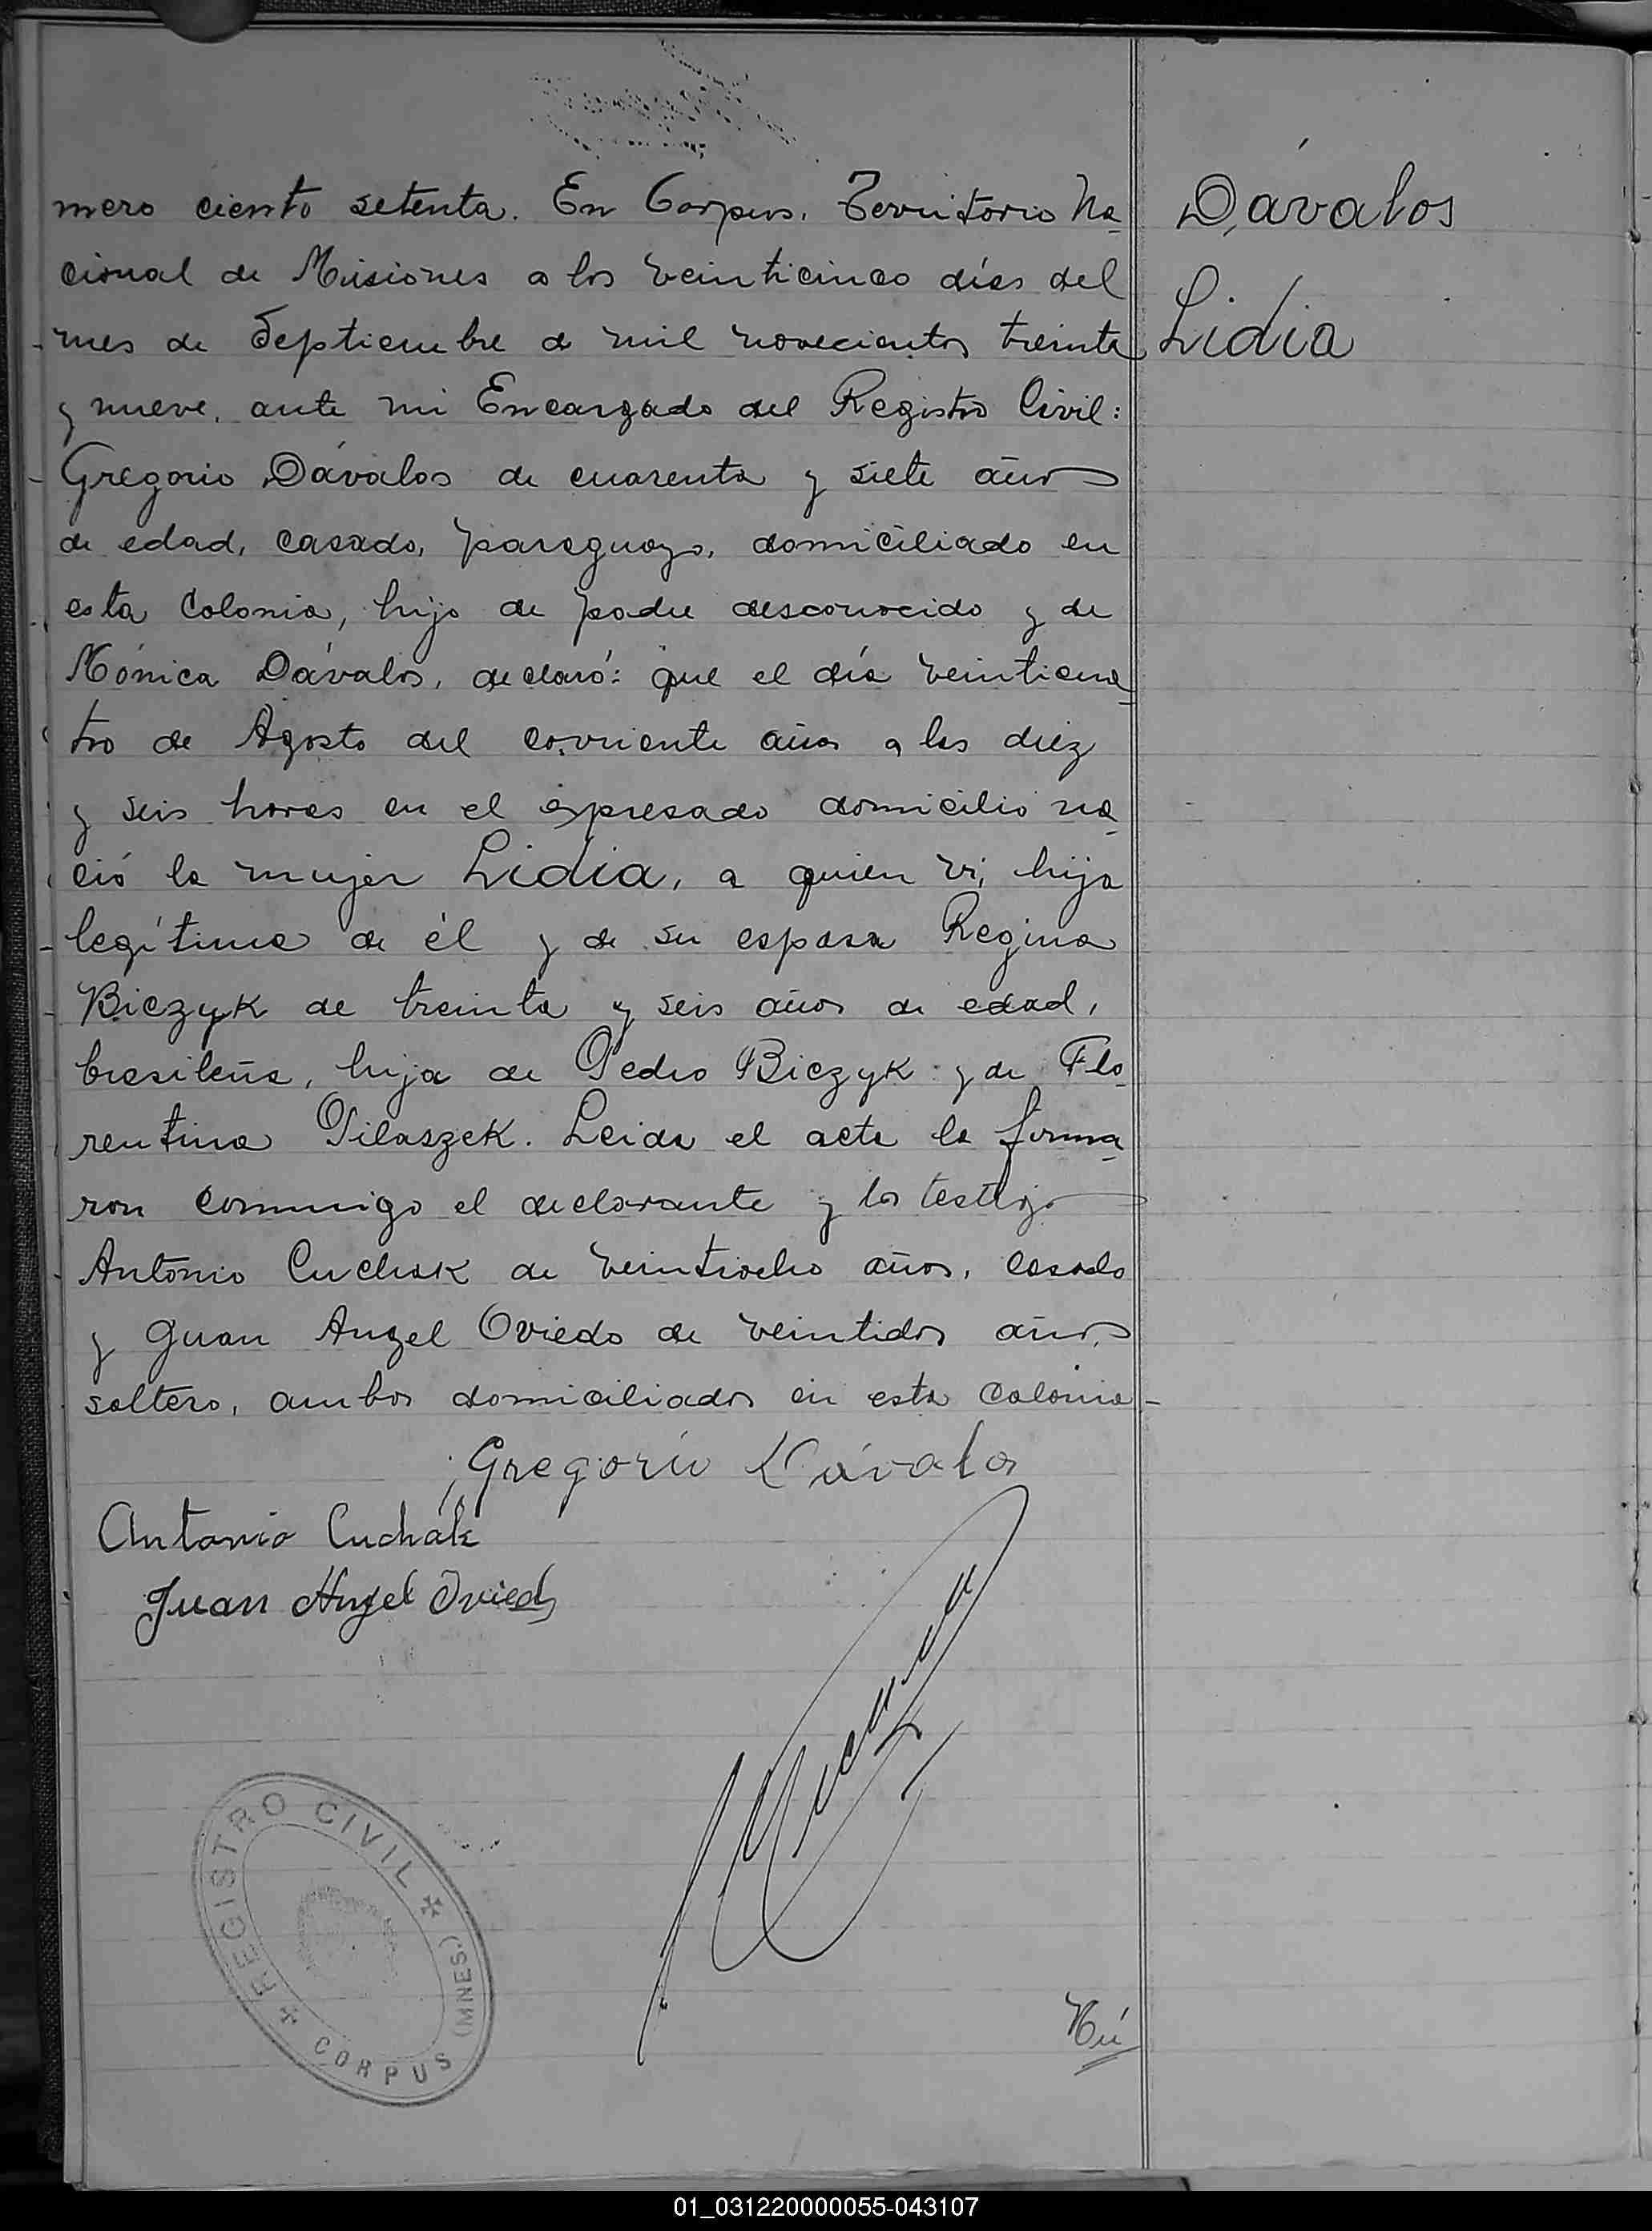 mero ciento setenta. En Corpus, Territorio Na
cional de Misiones a los veinticinco días del
mes de Septiembre de mil novecientos treinta
y nueve, ante mi Encargado del Registro Civil:
Gregorio Dávalos de cuarenta y siete años
de edad, casado, paraguayo, domiciliado en
esta Colonia, hijo de padre desconocido y de
Mónica Dávalos, declaró: que el día veinticua
tro de Agosto del corriente año a las diez
y seis horas en el expresado domicilio na
ció la mujer Lidia, a quien vi, hija
legítima de él y de su esposa Regina
Biczyk de treinta y seis años de edad,
brasileña, hija de Pedro Biczyk y de Flo
rentina Pilaszek. Leida el acta la firma
ron conmigo el declarante y los testigos
Antonio Cuchak de veintiocho años, casado
y Juan Angel Oviedo de veintidos años,
soltero, ambos domiciliados en esta Colonia-
Gregorio Dávalos
Antonio Cuchak
Juan Angel Oviedo
Nú
Dávalos
Lidia
REGISTRO CIVIL
CORPUS (MNES.)
01_031220000055-043107